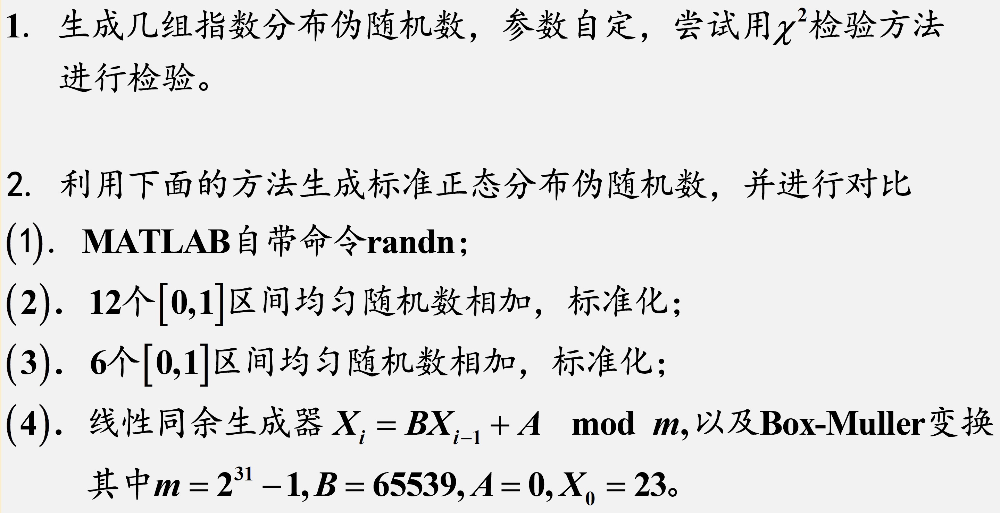 1. 生成几组指数分布伪随机数，参数自定，尝试用χ²检验方法
进行检验。
2. 利用下面的方法生成标准正态分布伪随机数，并进行对比
(1). MATLAB自带命令randn；
(2). 12个[0,1]区间均匀随机数相加，标准化；
(3). 6个[0,1]区间均匀随机数相加，标准化；
(4). 线性同余生成器 Xᵢ = BXᵢ₋₁ + A mod m, 以及Box-Muller变换
其中m = 2³¹ − 1, B = 65539, A = 0, X₀ = 23。